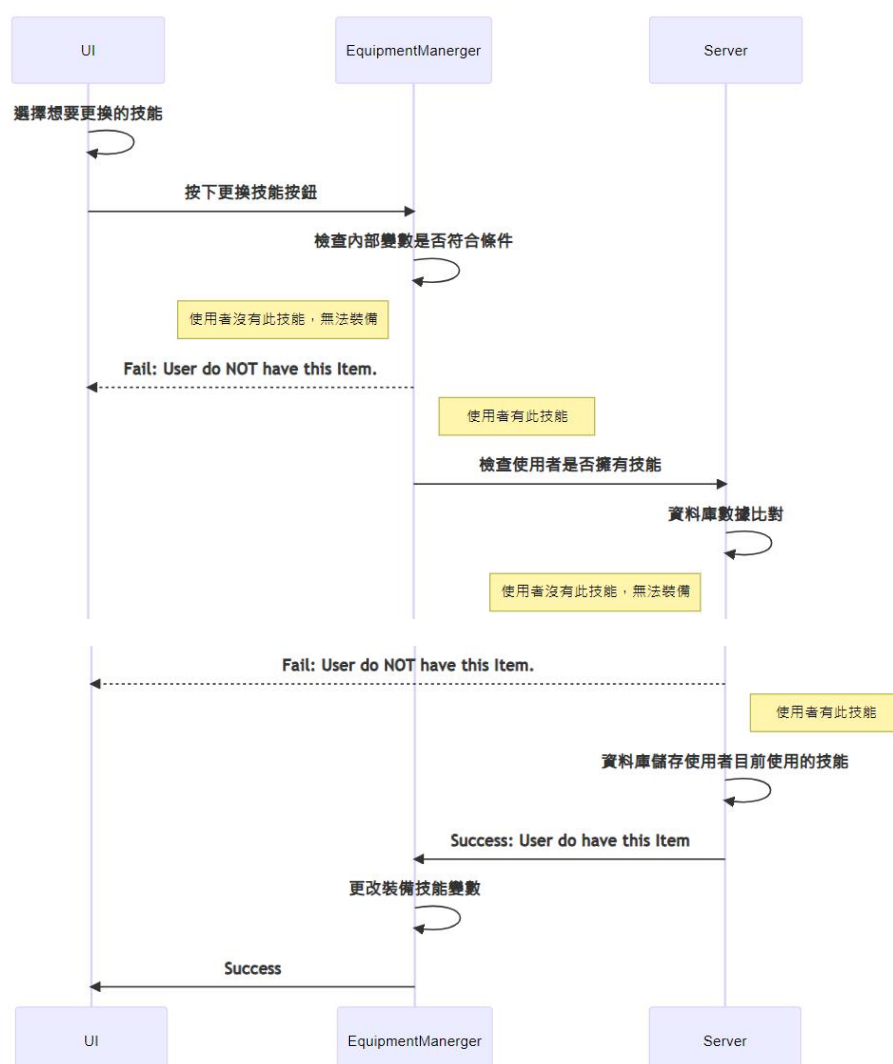 UI
EquipmentManerger
Server
選擇想要更換的技能
按下更換技能按鈕
檢查內部變數是否符合條件
使用者沒有此技能，無法裝備
Fail: User do NOT have this Item.
使用者有此技能
檢查使用者是否擁有技能
資料庫數據比對
使用者沒有此技能，無法裝備
Fail: User do NOT have this Item.
使用者有此技能
資料庫儲存使用者目前使用的技能
Success: User do have this Item
更改裝備技能變數
Success
UI
EquipmentManerger
Server